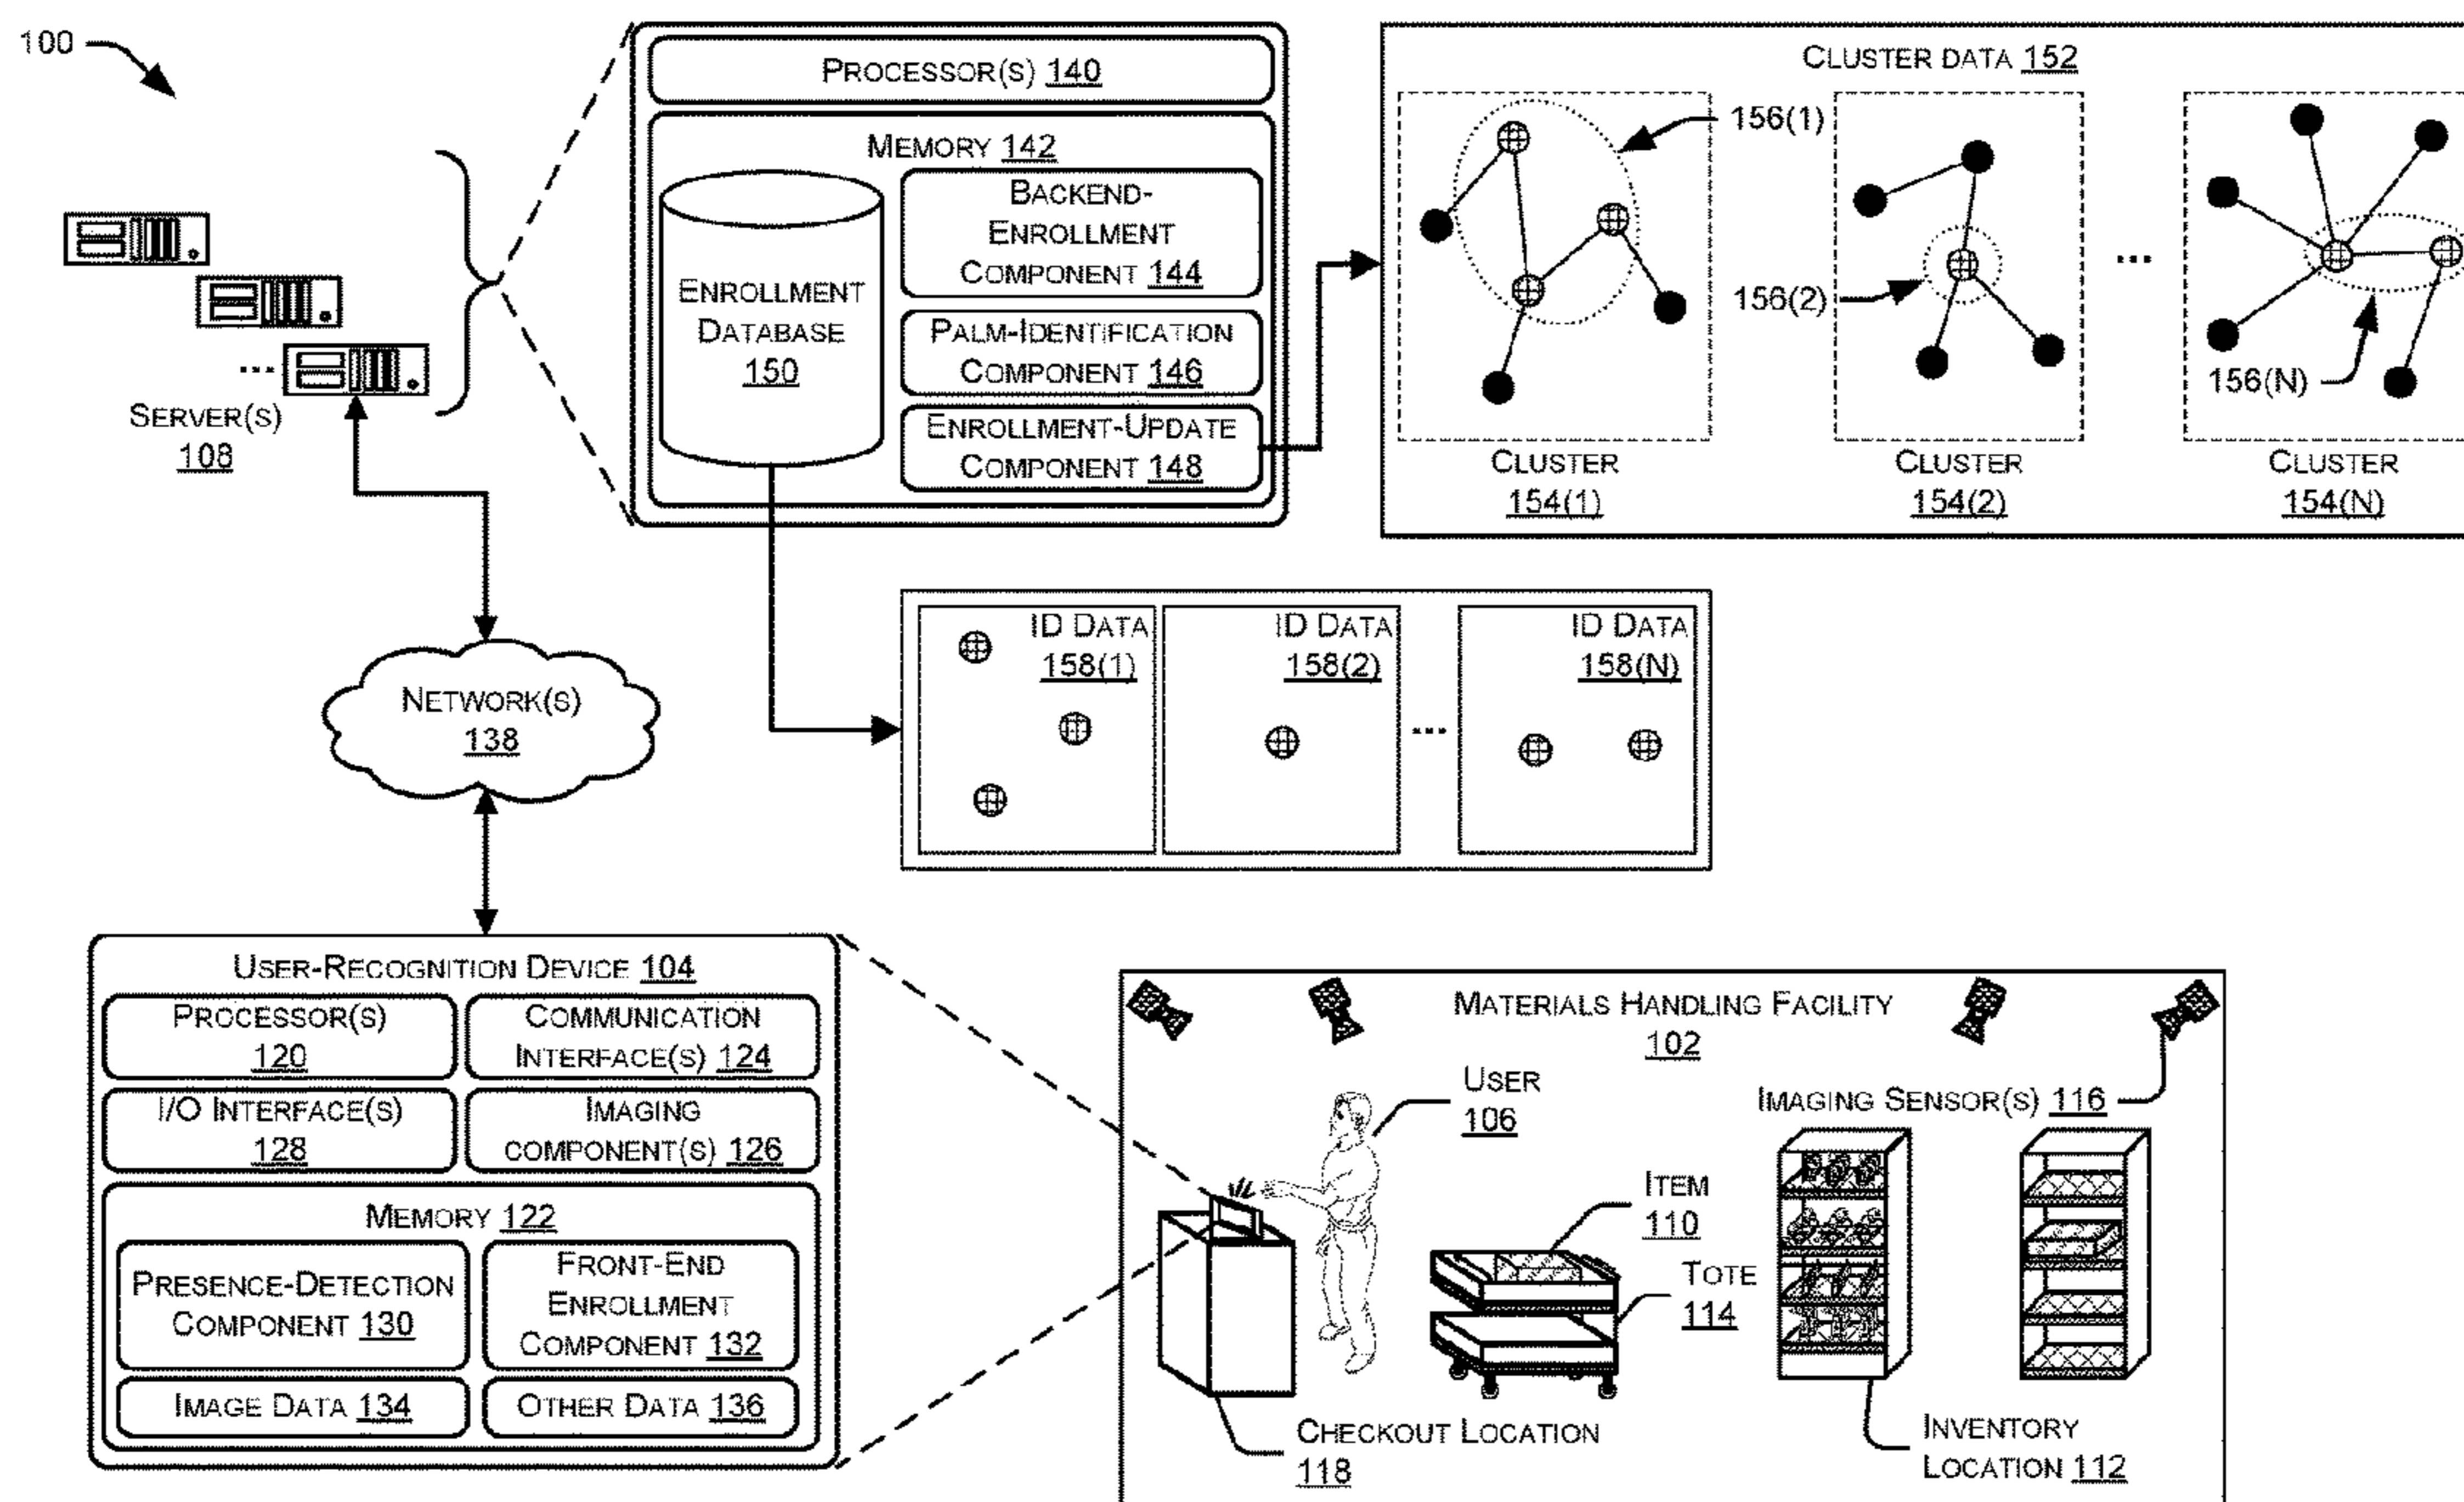 100
PROCESSOR(S) 140
MEMORY 142
ENROLLMENT
DATABASE
150
BACKEND-
ENROLLMENT
COMPONENT 144
PALM-IDENTIFICATION
COMPONENT 146
ENROLLMENT-UPDATE
COMPONENT 148
CLUSTER DATA 152
156(1)
156(2)
...
156(N)
CLUSTER
154(1)
CLUSTER
154(2)
CLUSTER
154(N)
...
SERVER(S)
108
ID DATA
158(1)
ID DATA
158(2)
...
ID DATA
158(N)
NETWORK(S)
138
USER-RECOGNITION DEVICE 104
PROCESSOR(S)
120
COMMUNICATION
INTERFACE(S) 124
I/O INTERFACE(S)
128
IMAGING
COMPONENT(S) 126
MEMORY 122
PRESENCE-DETECTION
COMPONENT 130
FRONT-END
ENROLLMENT
COMPONENT 132
IMAGE DATA 134
OTHER DATA 136
MATERIALS HANDLING FACILITY
102
USER
106
IMAGING SENSOR(S) 116
ITEM
110
TOTE
114
CHECKOUT LOCATION
118
INVENTORY
LOCATION 112